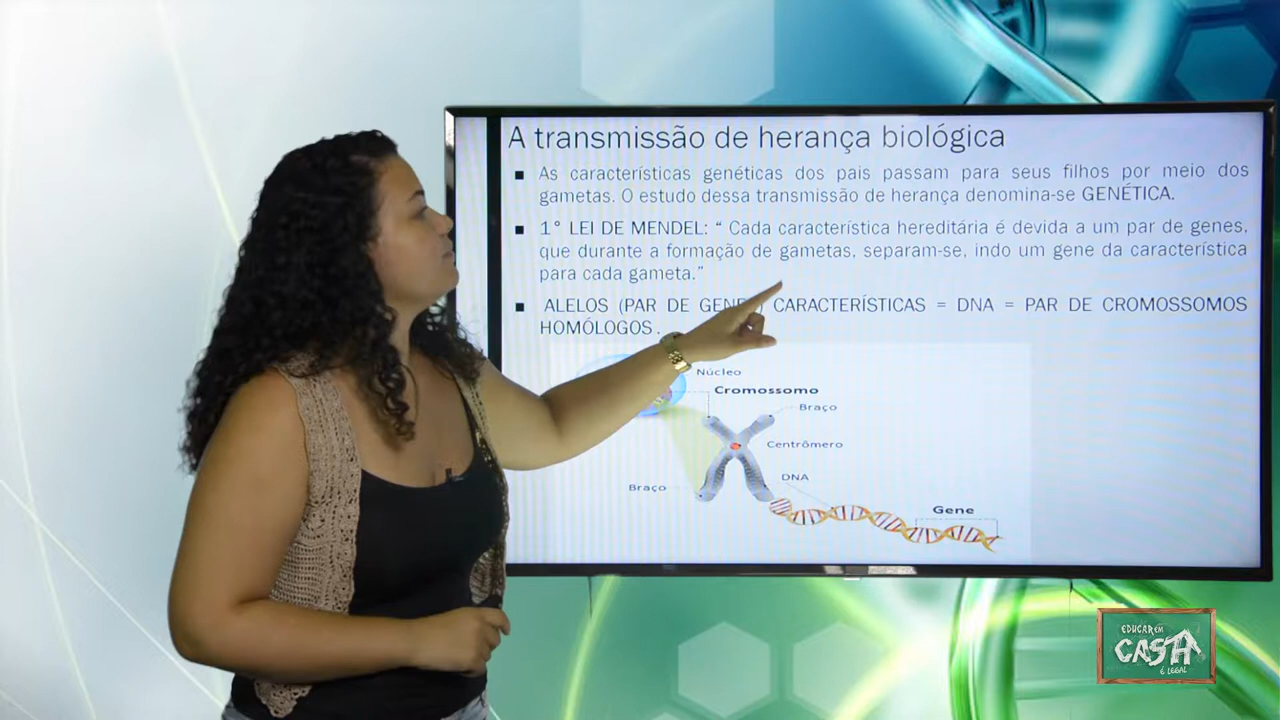 A transmissão de herança biológica
▪ As características genéticas dos pais passam para seus filhos por meio dos
gametas. O estudo dessa transmissão de herança denomina-se GENÉTICA.
▪ 1° LEI DE MENDEL: “ Cada característica hereditária é devida a um par de genes,
que durante a formação de gametas, separam-se, indo um gene da característica
para cada gameta.”
▪ ALELOS (PAR DE CARACTERÍSTICAS = DNA = PAR DE CROMOSSOMOS
HOMÓLOGOS.
Núcleo
Cromossomo
Braço
Centrômero
DNA
Braço
Gene
EDUCAR EM
CASA
É LEGAL